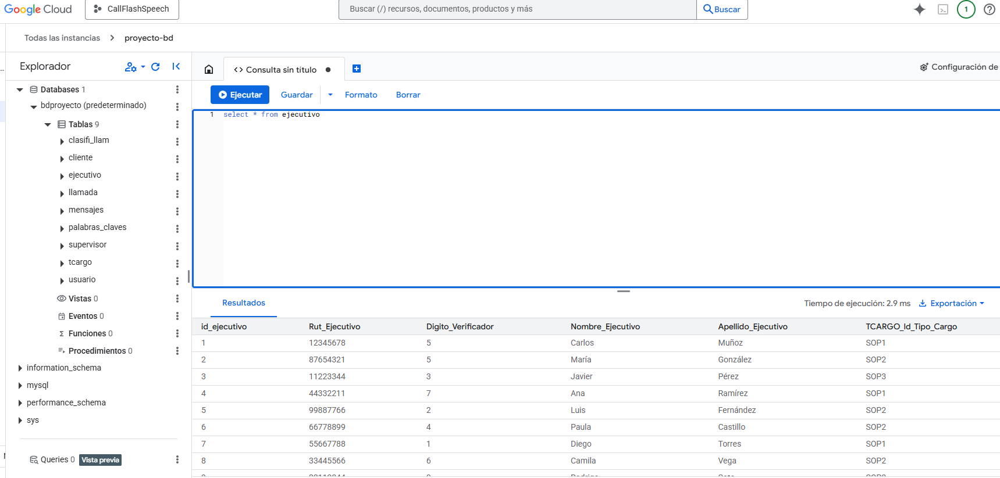 Google Cloud
CallFlashSpeech
Buscar (/) recursos, documentos, productos y más
Buscar
1
Todas las instancias
proyecto-bd
Explorador
Consulta sin título
Configuración de
Databases 1
bdproyecto (predeterminado)
Tablas 9
clasifi_llam
cliente
ejecutivo
llamada
mensajes
palabras_claves
supervisor
tcargo
usuario
Vistas 0
Eventos 0
Funciones 0
Procedimientos 0
information_schema
mysql
performance_schema
sys
Queries 0 Vista previa
Ejecutar Guardar Formato Borrar
1 select * from ejecutivo
Resultados
Tiempo de ejecución: 2.9 ms Exportación
id_ejecutivo Rut_Ejecutivo Digito_Verificador Nombre_Ejecutivo Apellido_Ejecutivo TCARGO_Id_Tipo_Cargo
1 12345678 5 Carlos Muñoz SOP1
2 87654321 5 María González SOP2
3 11223344 3 Javier Pérez SOP3
4 44332211 7 Ana Ramírez SOP1
5 99887766 2 Luis Fernández SOP2
6 66778899 4 Paula Castillo SOP2
7 55667788 1 Diego Torres SOP1
8 33445566 6 Camila Vega SOP2